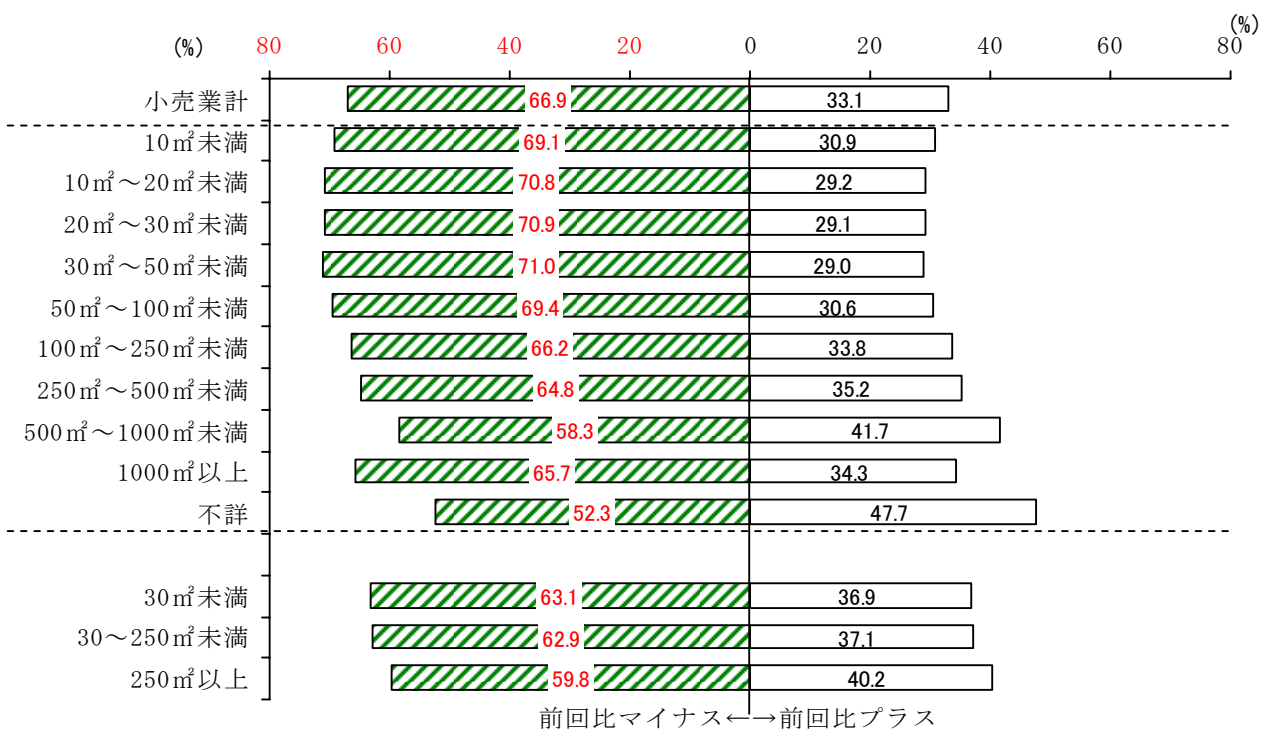 (%)
(%) 80 60 40 20 0 20 40 60 80
小売業計 66.9 33.1
10㎡未満 69.1 30.9
10㎡～20㎡未満 70.8 29.2
20㎡～30㎡未満 70.9 29.1
30㎡～50㎡未満 71.0 29.0
50㎡～100㎡未満 69.4 30.6
100㎡～250㎡未満 66.2 33.8
250㎡～500㎡未満 64.8 35.2
500㎡～1000㎡未満 58.3 41.7
1000㎡以上 65.7 34.3
不詳 52.3 47.7
30㎡未満 63.1 36.9
30～250㎡未満 62.9 37.1
250㎡以上 59.8 40.2
前回比マイナス←→前回比プラス